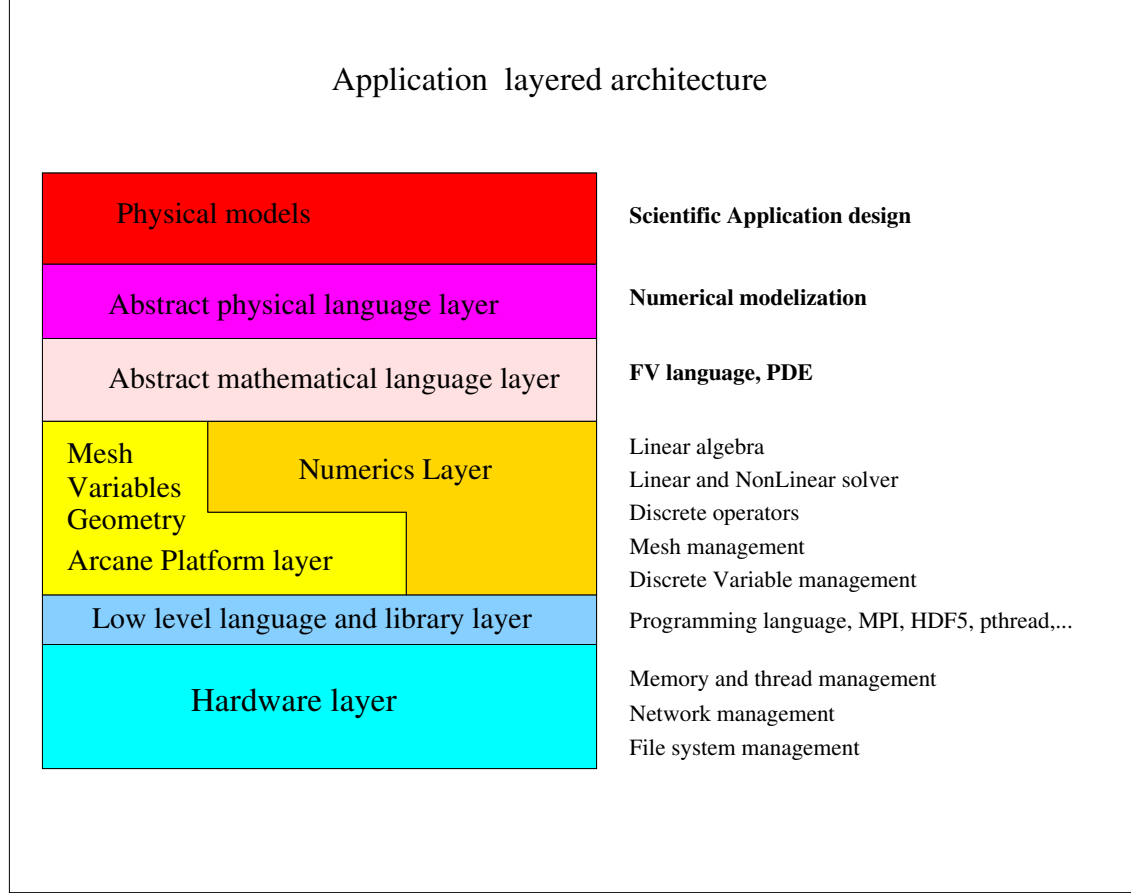 Application layered architecture
Physical models
Scientific Application design
Abstract physical language layer
Numerical modelization
Abstract mathematical language layer
FV language, PDE
Mesh
Variables
Geometry
Arcane Platform layer
Numerics Layer
Linear algebra
Linear and NonLinear solver
Discrete operators
Mesh management
Discrete Variable management
Low level language and library layer
Programming language, MPI, HDF5, pthread,...
Hardware layer
Memory and thread management
Network management
File system management